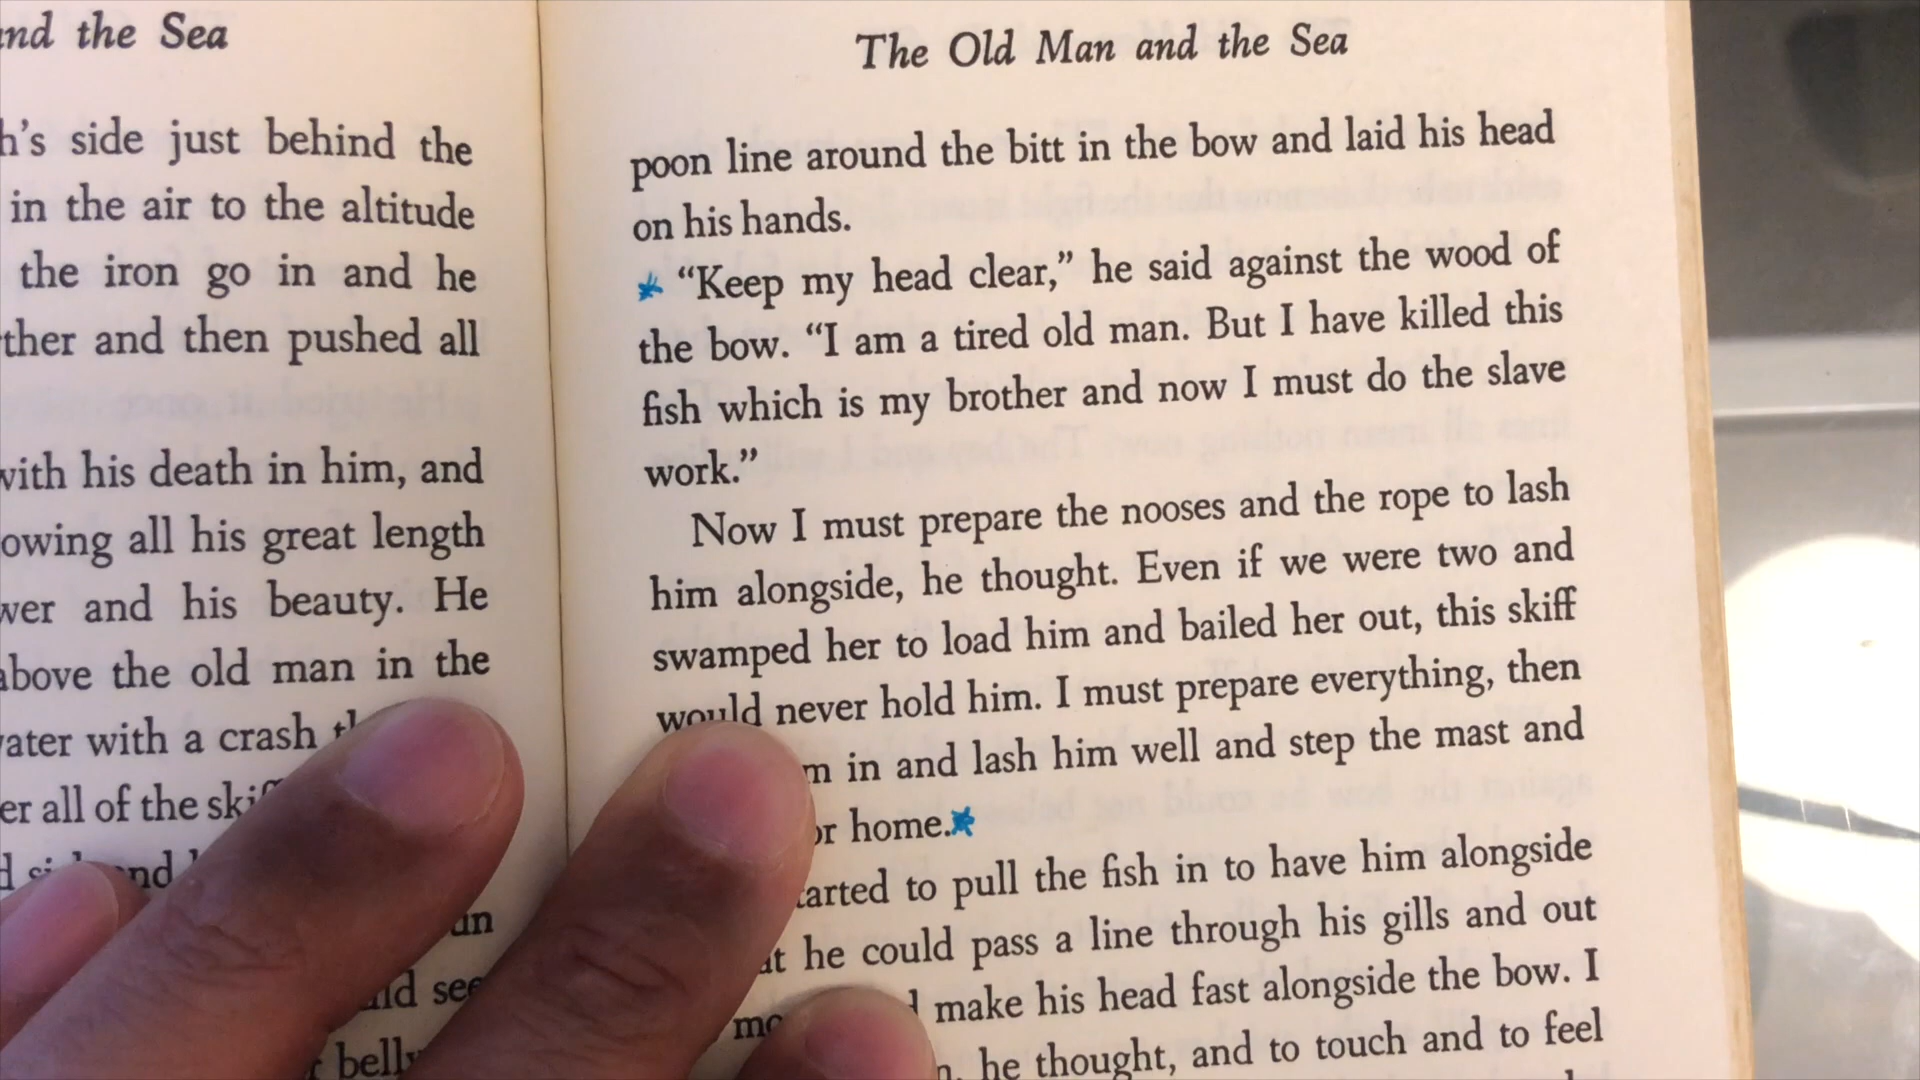 and the Sea
side just behind the
in the air to the altitude
the iron go in and he
and then pushed all
with his death in him, and
all his great length
and his beauty. He
above the old man in the
with a crash
all of the
belly
The Old Man and the Sea
poon line around the bitt in the bow and laid his head
on his hands.
“Keep my head clear,” he said against the wood of
the bow. “I am a tired old man. But I have killed this
fish which is my brother and now I must do the slave
work.”
Now I must prepare the nooses and the rope to lash
him alongside, he thought. Even if we were two and
swamped her to load him and bailed her out, this skiff
would never hold him. I must prepare everything, then
in and lash him well and step the mast and
home.
to pull the fish in to have him alongside
he could pass a line through his gills and out
make his head fast alongside the bow. I
he thought, and to touch and to feel